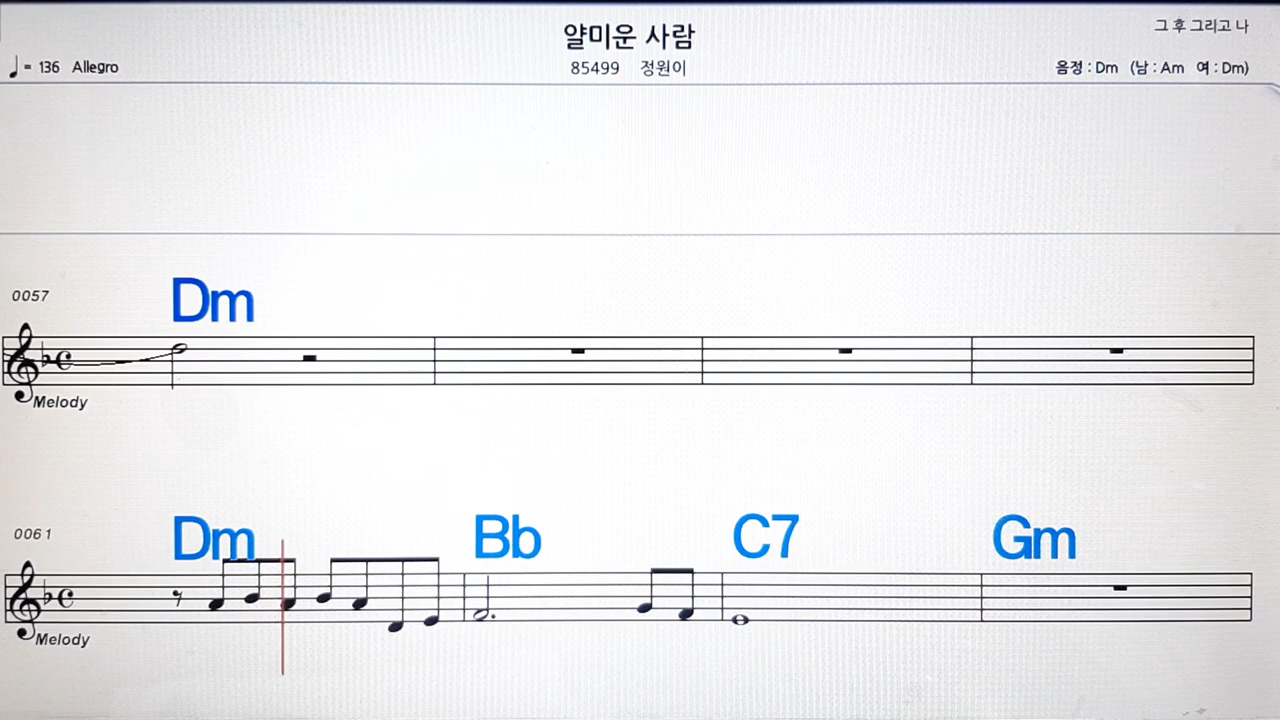 얄미운 사람
그 후 그리고 나
♩ = 136 Allegro
85499 정원이
음정 : Dm (남 : Am 여 : Dm)
Dm
0057
Melody
Dm Bb C7 Gm
0061
Melody